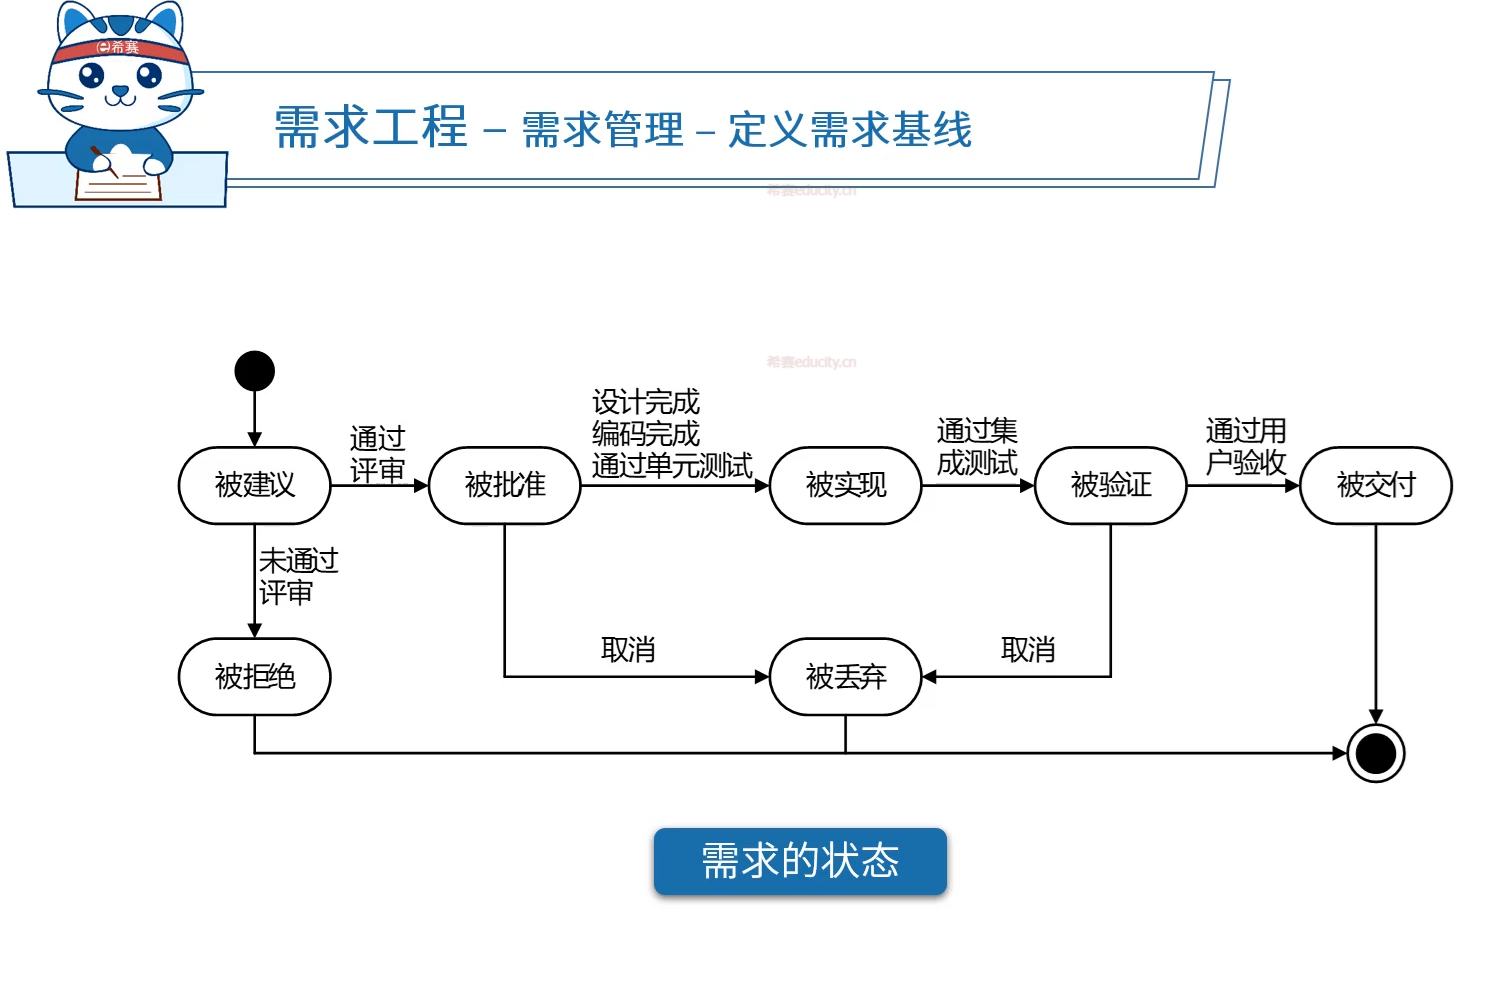 e希赛
需求工程 – 需求管理 – 定义需求基线
希赛educity.cn
希赛educity.cn
设计完成
编码完成
通过单元测试
通过
评审
通过集
成测试
通过用
户验收
被建议
被批准
被实现
被验证
被交付
未通过
评审
取消
取消
被拒绝
被丢弃
需求的状态